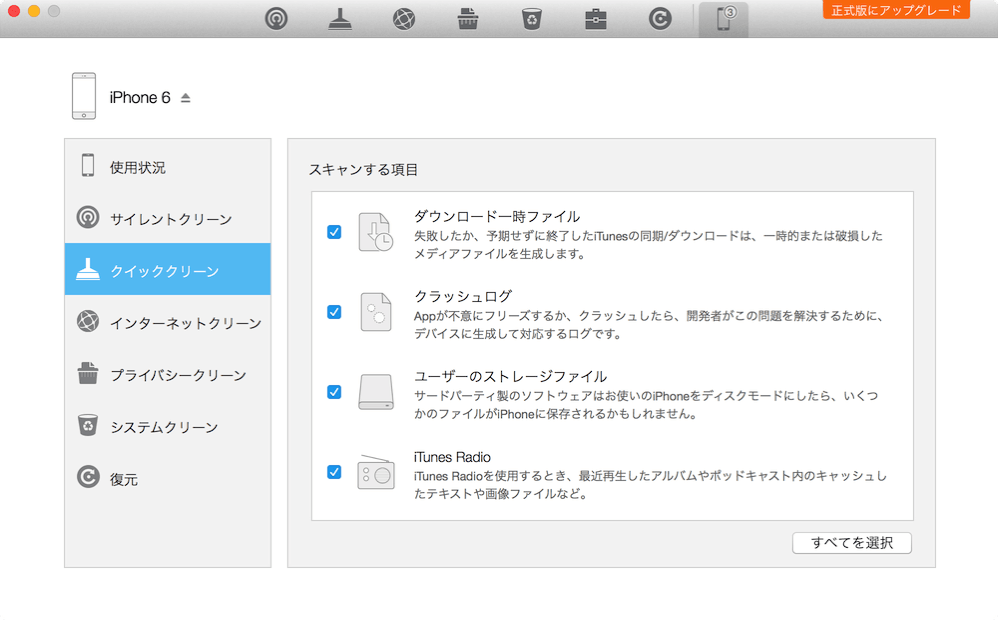 ③
正式版にアップグレード
iPhone 6
使用状況
サイレントクリーン
クイッククリーン
インターネットクリーン
プライバシークリーン
システムクリーン
復元
スキャンする項目
ダウンロード一時ファイル
失敗したか、予期せずに終了したiTunesの同期/ダウンロードは、一時的または破損した
メディアファイルを生成します。
クラッシュログ
Appが不意にフリーズするか、クラッシュしたら、開発者がこの問題を解決するために、
デバイスに生成して対応するログです。
ユーザーのストレージファイル
サードパーティ製のソフトウェアはお使いのiPhoneをディスクモードにしたら、いくつ
かのファイルがiPhoneに保存されるかもしれません。
iTunes Radio
iTunes Radioを使用するとき、最近再生したアルバムやポッドキャスト内のキャッシュし
たテキストや画像ファイルなど。
すべてを選択